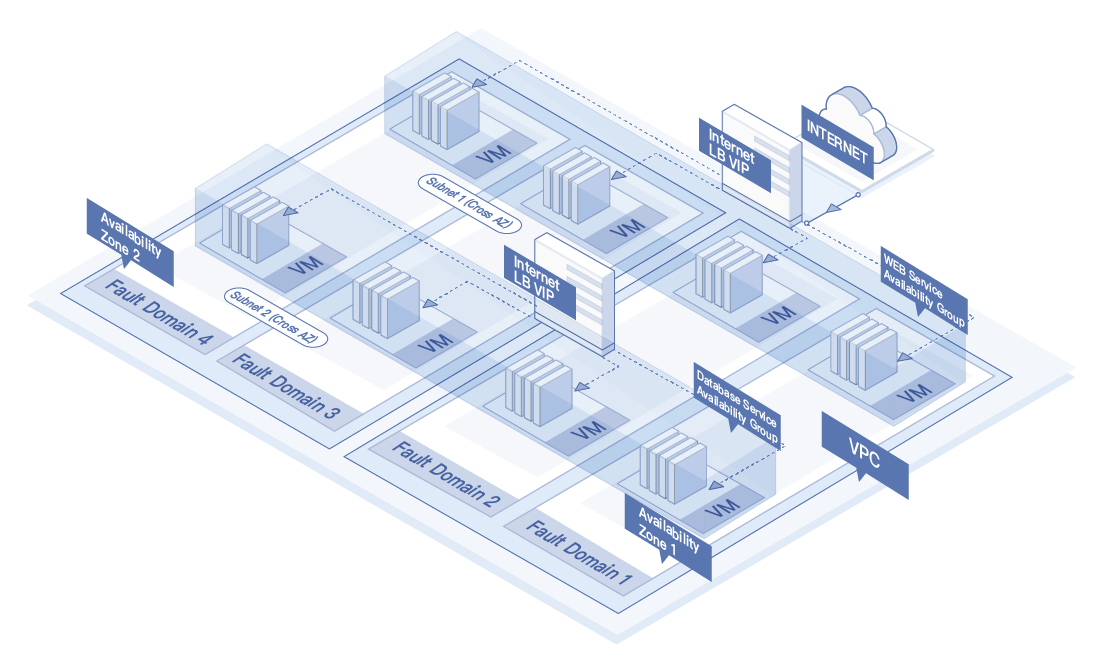 INTERNET
Internet
LB VIP
VM
Subnet 1 (Cross AZ)
VM
Availability
Zone 2
VM
Internet
LB VIP
WEB Service
Availability Group
VM
Fault Domain 4
Subnet 2 (Cross AZ)
VM
VM
Fault Domain 3
Database Service
Availability Group
VM
VPC
Fault Domain 2
VM
Availability
Zone 1
Fault Domain 1